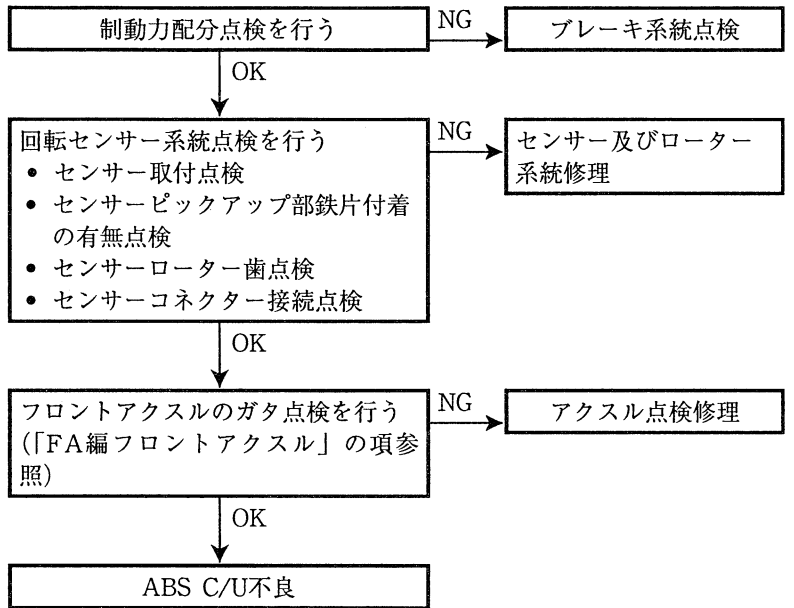 制動力配分点検を行う
NG
ブレーキ系統点検
OK
回転センサー系統点検を行う
• センサー取付点検
• センサーピックアップ部鉄片付着
の有無点検
• センサーローター歯点検
• センサーコネクター接続点検
NG
センサー及びローター
系統修理
OK
フロントアクスルのガタ点検を行う
(「FA編フロントアクスル」の項参
照)
NG
アクスル点検修理
OK
ABS C/U不良